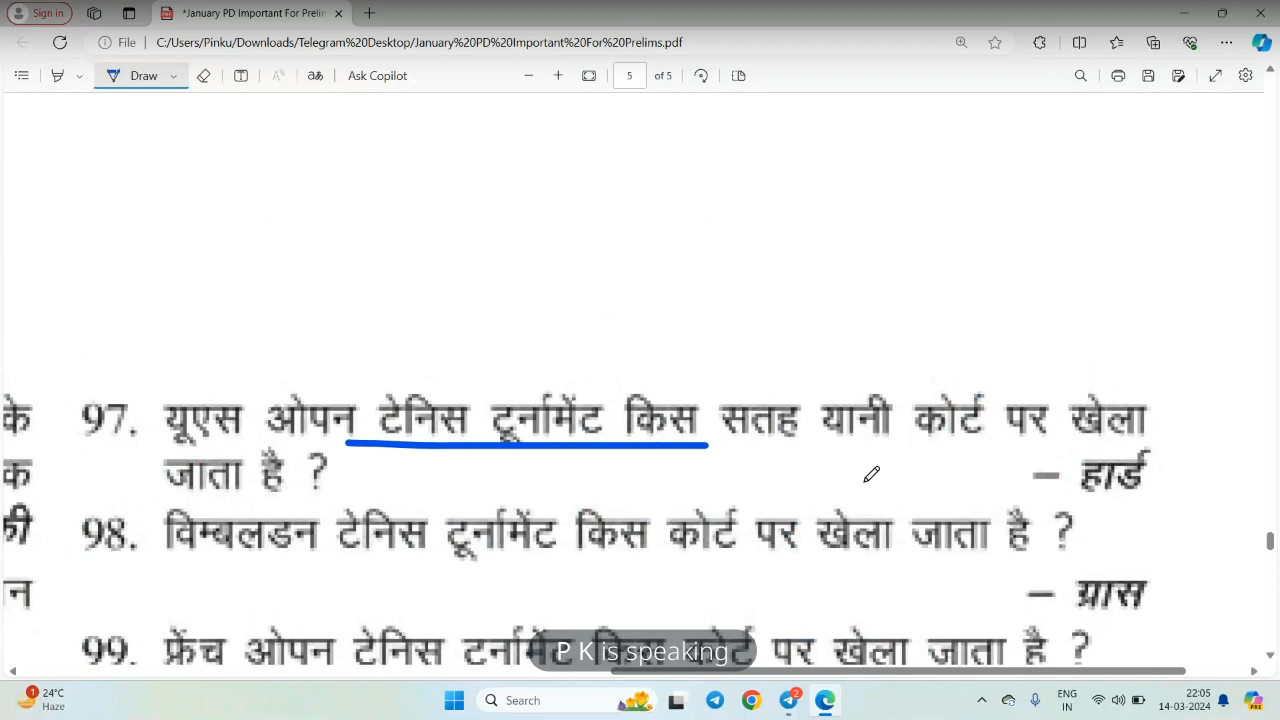 Sign in
*January PD Important For Prelim
File C:/Users/Pinku/Downloads/Telegram%20Desktop/January%20PD%20Important%20For%20Prelims.pdf
Draw Ask Copilot 5 of 5
के 97. यूएस ओपन टेनिस टूर्नामेंट किस सतह यानी कोर्ट पर खेला
क जाता है ? – हार्ड
की 98. विम्बलडन टेनिस टूर्नामेंट किस कोर्ट पर खेला जाता है ?
न – ग्रास
99. फ्रेंच ओपन टेनिस टूर्नामेंट किस कोर्ट पर खेला जाता है ?
P K is speaking
1 24°C
Haze
Search
2
ENG
IN
22:05
14-03-2024